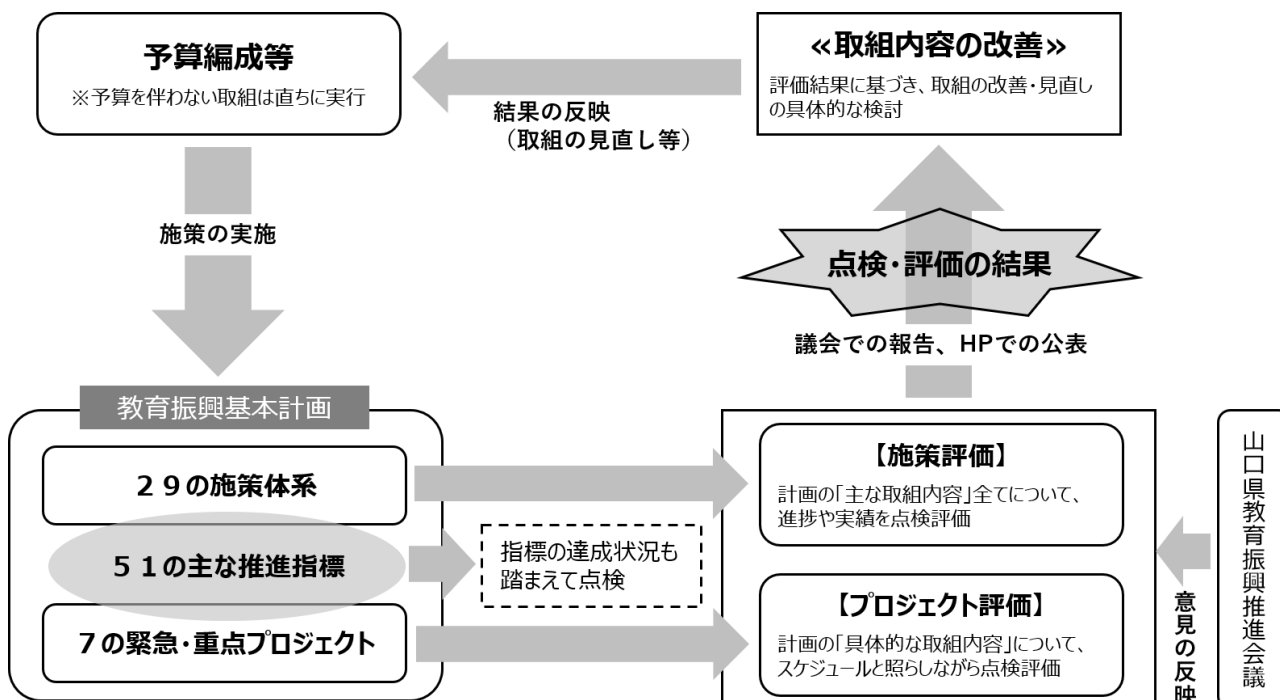 予算編成等
※予算を伴わない取組は直ちに実行
≪取組内容の改善≫
評価結果に基づき、取組の改善・見直し
の具体的な検討
結果の反映
（取組の見直し等）
施策の実施
点検・評価の結果
議会での報告、HPでの公表
教育振興基本計画
２９の施策体系
５１の主な推進指標
７の緊急・重点プロジェクト
指標の達成状況も
踏まえて点検
【施策評価】
計画の「主な取組内容」全てについて、
進捗や実績を点検評価
【プロジェクト評価】
計画の「具体的な取組内容」について、
スケジュールと照らしながら点検評価
意見の反映
山口県教育振興推進会議